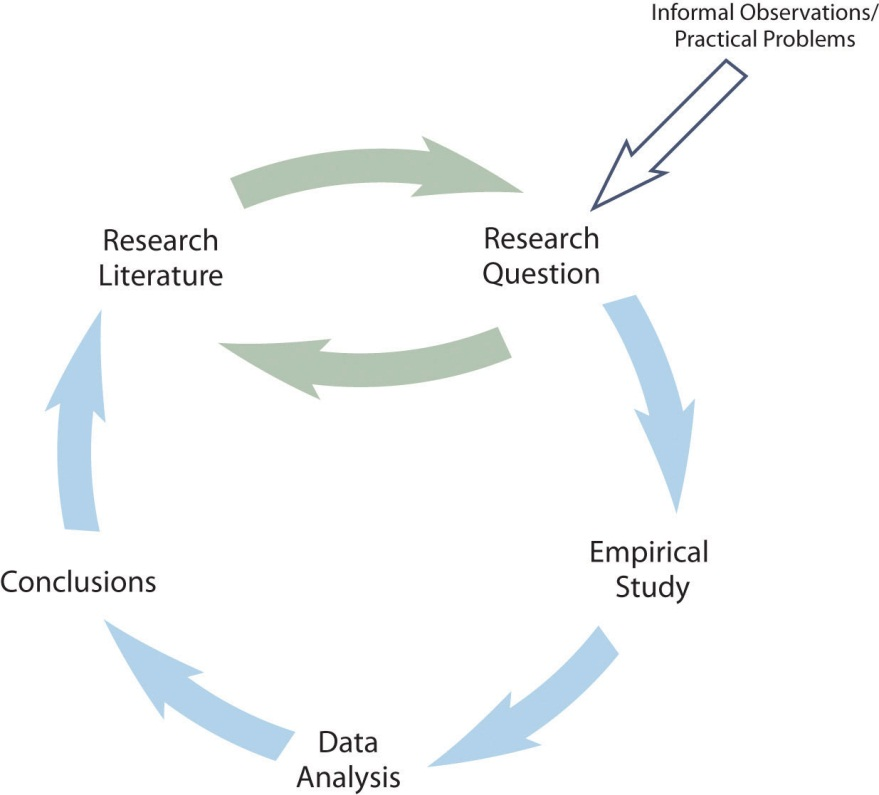 Informal Observations/
Practical Problems
Research
Literature
Research
Question
Empirical
Study
Conclusions
Data
Analysis